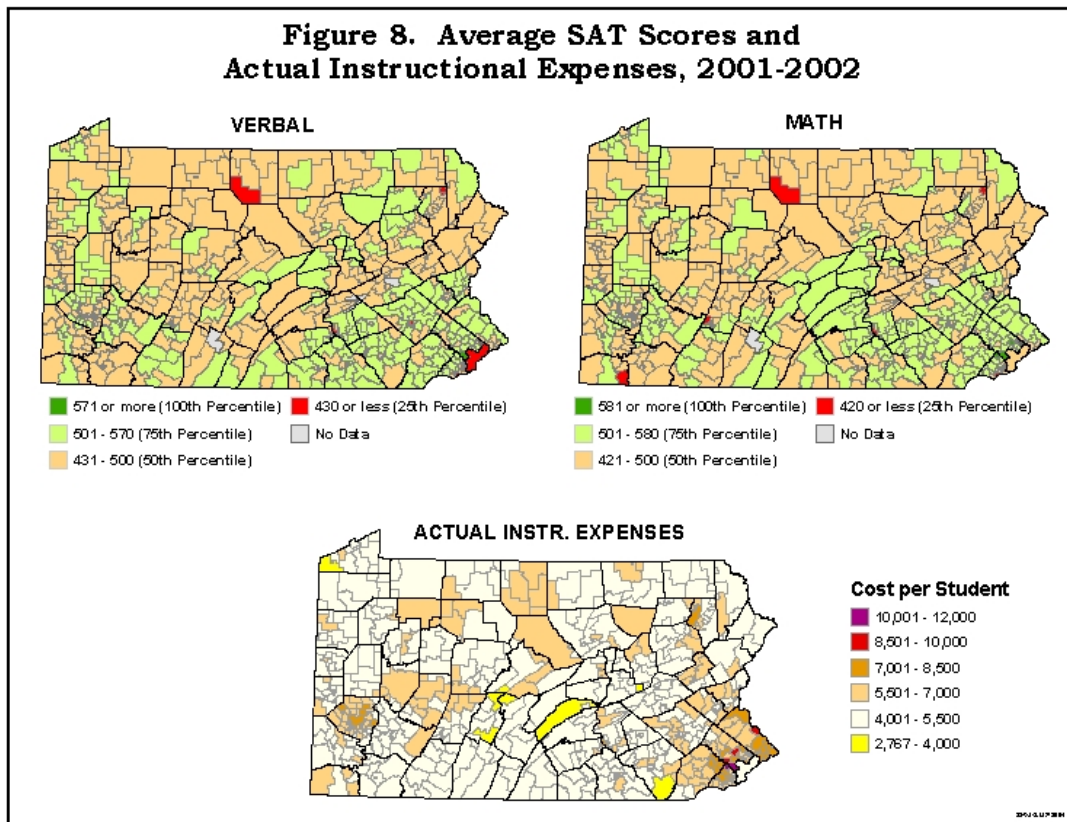 Figure 8. Average SAT Scores and
Actual Instructional Expenses, 2001-2002
VERBAL
MATH
571 or more (100th Percentile)
430 or less (25th Percentile)
501 - 570 (75th Percentile)
No Data
431 - 500 (50th Percentile)
581 or more (100th Percentile)
420 or less (25th Percentile)
501 - 580 (75th Percentile)
No Data
421 - 500 (50th Percentile)
ACTUAL INSTR. EXPENSES
Cost per Student
10,001 - 12,000
8,501 - 10,000
7,001 - 8,500
5,501 - 7,000
4,001 - 5,500
2,767 - 4,000